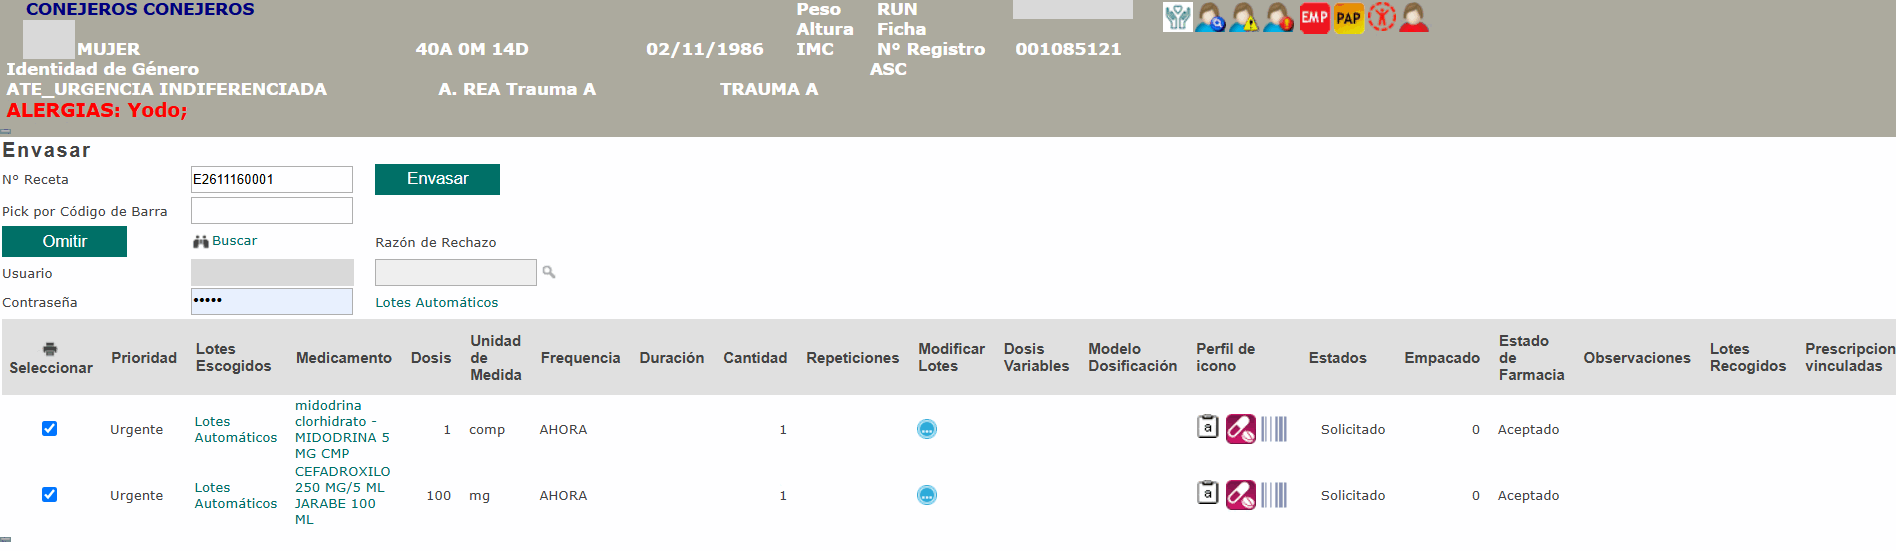 CONEJEROS CONEJEROS Peso RUN
Altura Ficha
MUJER 40A 0M 14D 02/11/1986 IMC Nº Registro 001085121
Identidad de Género ASC
ATE_URGENCIA INDIFERENCIADA A. REA Trauma A TRAUMA A
ALERGIAS: Yodo;
EMP PAP
Envasar
Nº Receta E2611160001 Envasar
Pick por Código de Barra
Omitir Buscar Razón de Rechazo
Usuario
Contraseña ••••• Lotes Automáticos
Seleccionar Prioridad Lotes Escogidos Medicamento Dosis Unidad de Medida Frequencia Duración Cantidad Repeticiones Modificar Lotes Dosis Variables Modelo Dosificación Perfil de icono Estados Empacado Estado de Farmacia Observaciones Lotes Recogidos Prescripcion vinculadas
Urgente Lotes Automáticos midodrina clorhidrato - MIDODRINA 5 MG CMP 1 comp AHORA 1 a Solicitado 0 Aceptado
Urgente Lotes Automáticos CEFADROXILO 250 MG/5 ML JARABE 100 ML 100 mg AHORA 1 a Solicitado 0 Aceptado